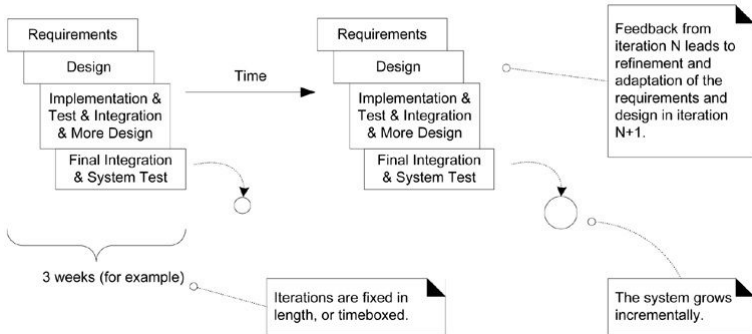 Requirements
Design
Implementation &
Test & Integration
& More Design
Final Integration
& System Test
3 weeks (for example)
Time
Requirements
Design
Implementation &
Test & Integration
& More Design
Final Integration
& System Test
Feedback from
iteration N leads to
refinement and
adaptation of the
requirements and
design in iteration
N+1.
Iterations are fixed in
length, or timeboxed.
The system grows
incrementally.